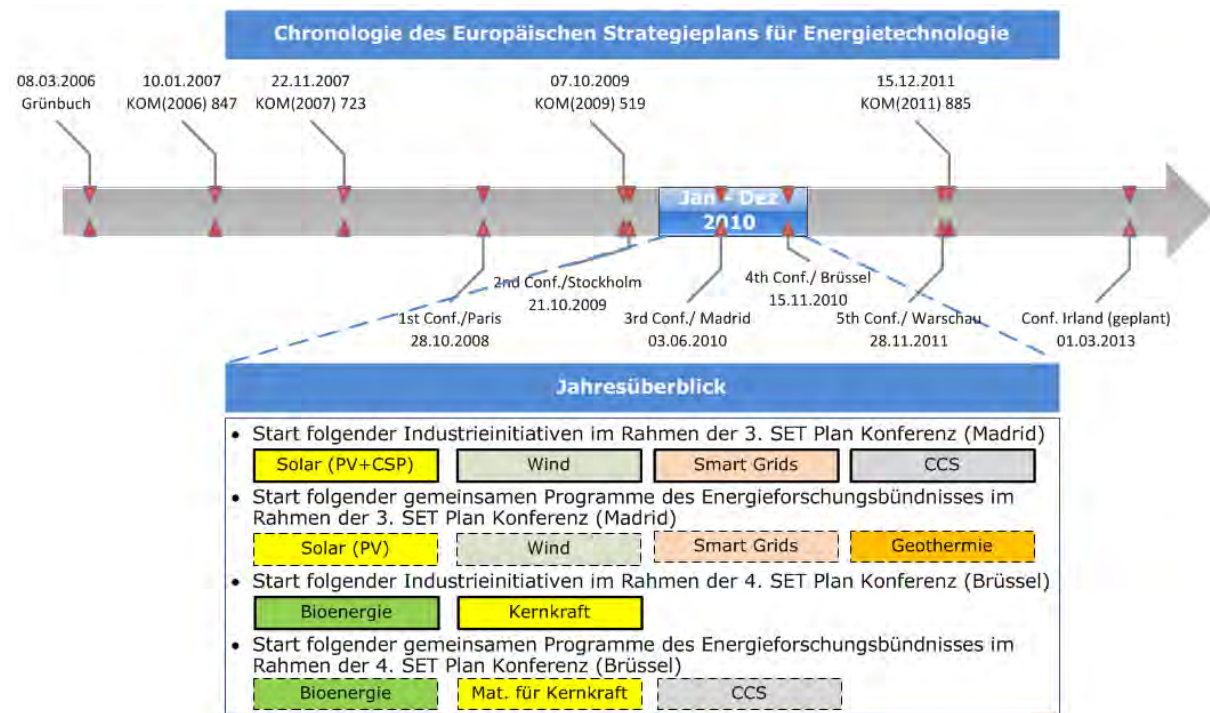 Chronologie des Europäischen Strategieplans für Energietechnologie
08.03.2006
Grünbuch
10.01.2007
KOM(2006) 847
22.11.2007
KOM(2007) 723
07.10.2009
KOM(2009) 519
15.12.2011
KOM(2011) 885
Jan - Dez
2010
1st Conf./Paris
28.10.2008
2nd Conf./Stockholm
21.10.2009
3rd Conf./ Madrid
03.06.2010
4th Conf./ Brüssel
15.11.2010
5th Conf./ Warschau
28.11.2011
Conf. Irland (geplant)
01.03.2013
Jahresüberblick
• Start folgender Industrieinitiativen im Rahmen der 3. SET Plan Konferenz (Madrid)
Solar (PV+CSP) Wind Smart Grids CCS
• Start folgender gemeinsamen Programme des Energieforschungsbündnisses im
Rahmen der 3. SET Plan Konferenz (Madrid)
Solar (PV) Wind Smart Grids Geothermie
• Start folgender Industrieinitiativen im Rahmen der 4. SET Plan Konferenz (Brüssel)
Bioenergie Kernkraft
• Start folgender gemeinsamen Programme des Energieforschungsbündnisses im
Rahmen der 4. SET Plan Konferenz (Brüssel)
Bioenergie Mat. für Kernkraft CCS